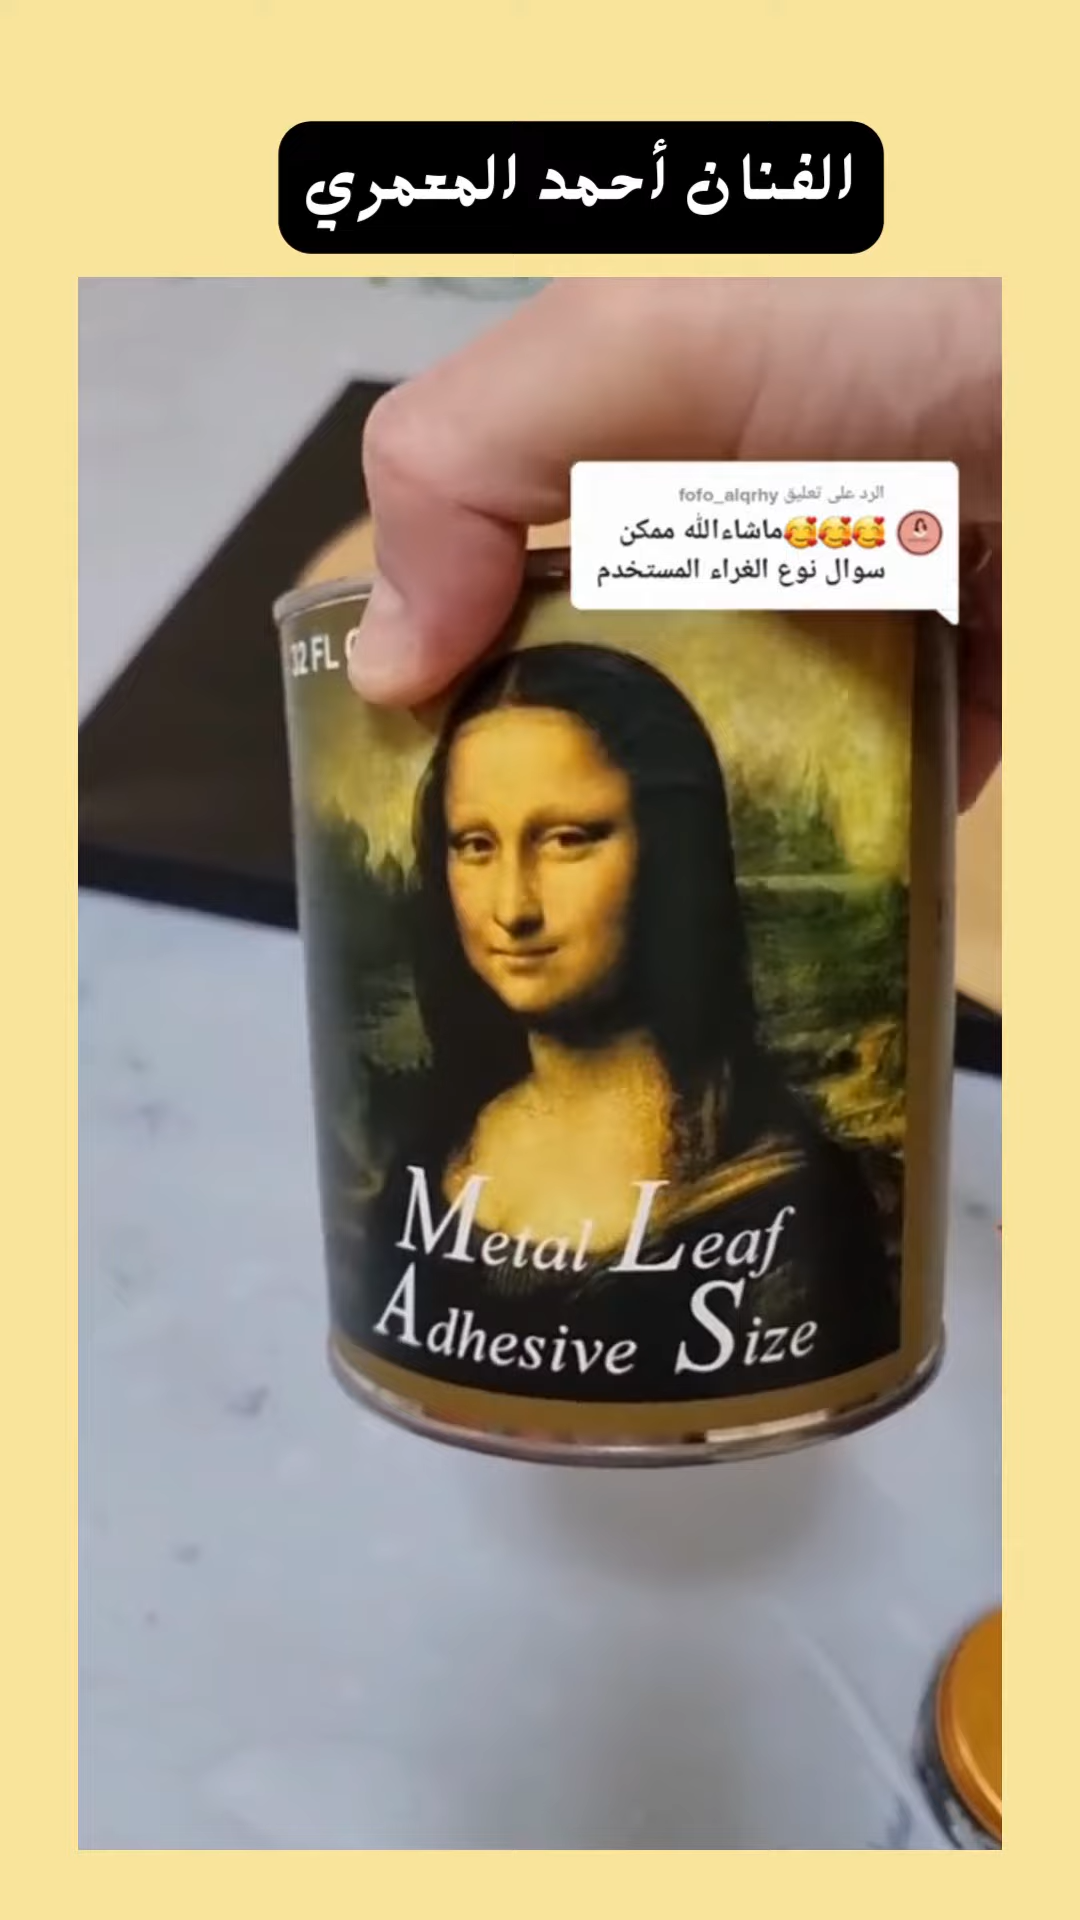 الفنان أحمد المعمري
الرد على تعليق fofo_alqrhy
🥰🥰🥰ماشاءالله ممكن
سوال نوع الغراء المستخدم
32 FL
Metal Leaf
Adhesive Size